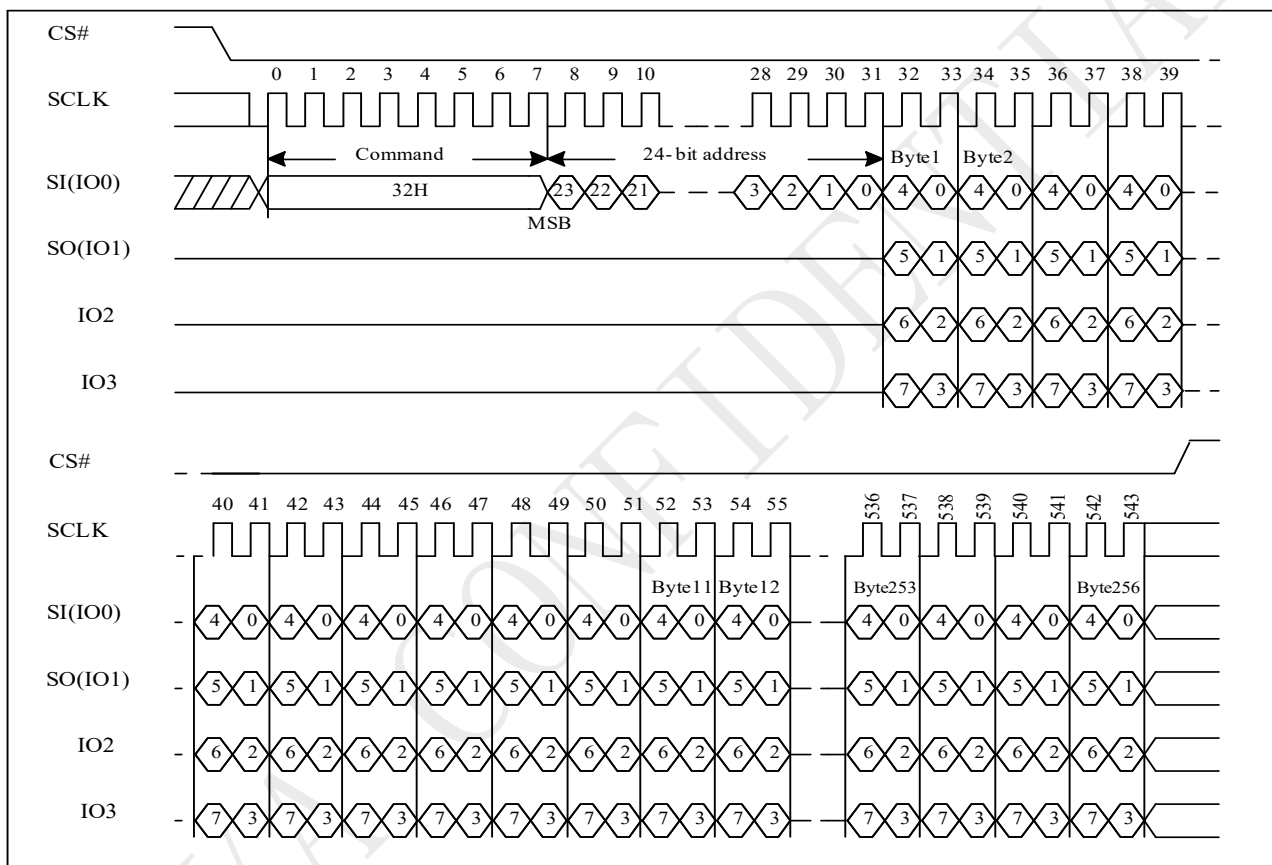 CS#
0 1 2 3 4 5 6 7 8 9 10 28 29 30 31 32 33 34 35 36 37 38 39
SCLK
Command 24-bit address Byte1 Byte2
SI(IO0) 32H 23 22 21 3 2 1 0 4 0 4 0 4 0 4 0
MSB
SO(IO1) 5 1 5 1 5 1 5 1
IO2 6 2 6 2 6 2 6 2
IO3 7 3 7 3 7 3 7 3
CS#
40 41 42 43 44 45 46 47 48 49 50 51 52 53 54 55 536 537 538 539 540 541 542 543
SCLK
Byte11 Byte12 Byte253 Byte256
SI(IO0) 4 0 4 0 4 0 4 0 4 0 4 0 4 0 4 0 4 0 4 0 4 0 4 0
SO(IO1) 5 1 5 1 5 1 5 1 5 1 5 1 5 1 5 1 5 1 5 1 5 1 5 1
IO2 6 2 6 2 6 2 6 2 6 2 6 2 6 2 6 2 6 2 6 2 6 2 6 2
IO3 7 3 7 3 7 3 7 3 7 3 7 3 7 3 7 3 7 3 7 3 7 3 7 3
CONFIDENTIA